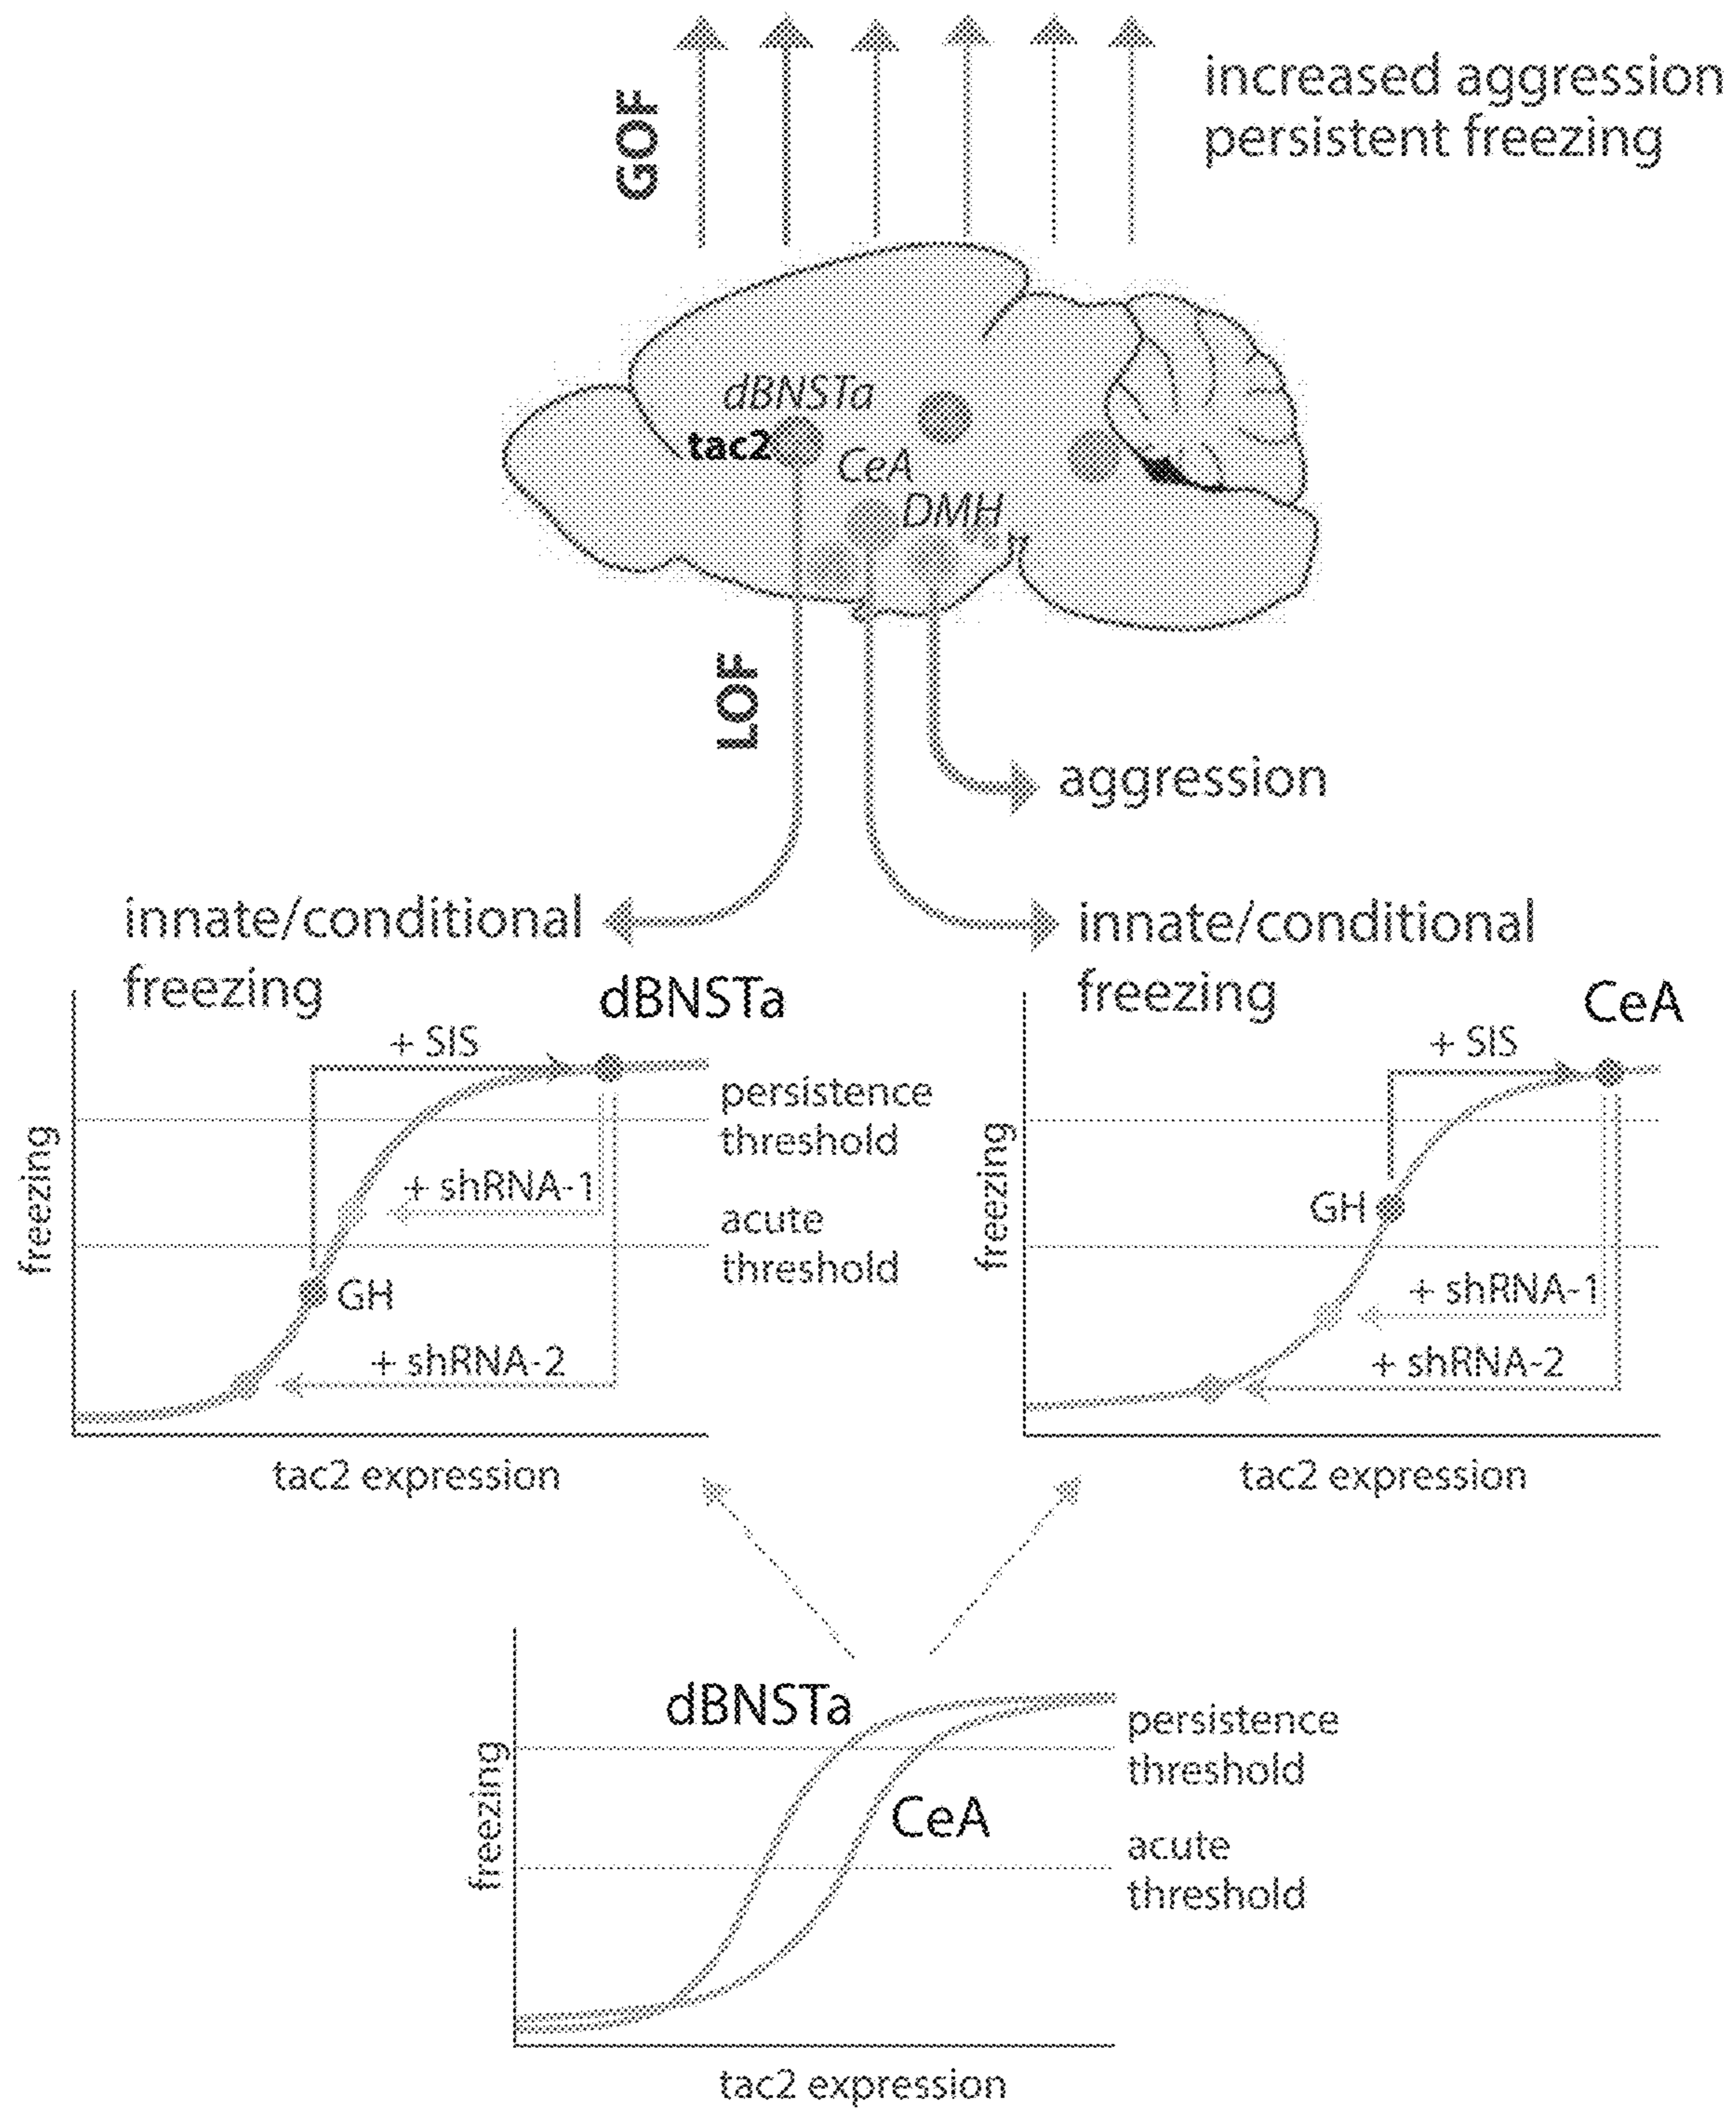 GOF
increased aggression
persistent freezing
dBNSTa
tac2
CeA
DMH
LOF
aggression
innate/conditional
freezing
dBNSTa
+ SIS
persistence
threshold
+ shRNA-1
acute
threshold
GH
+ shRNA-2
freezing
tac2 expression
innate/conditional
freezing
CeA
+ SIS
GH
+ shRNA-1
+ shRNA-2
freezing
tac2 expression
dBNSTa
persistence
threshold
CeA
acute
threshold
freezing
tac2 expression